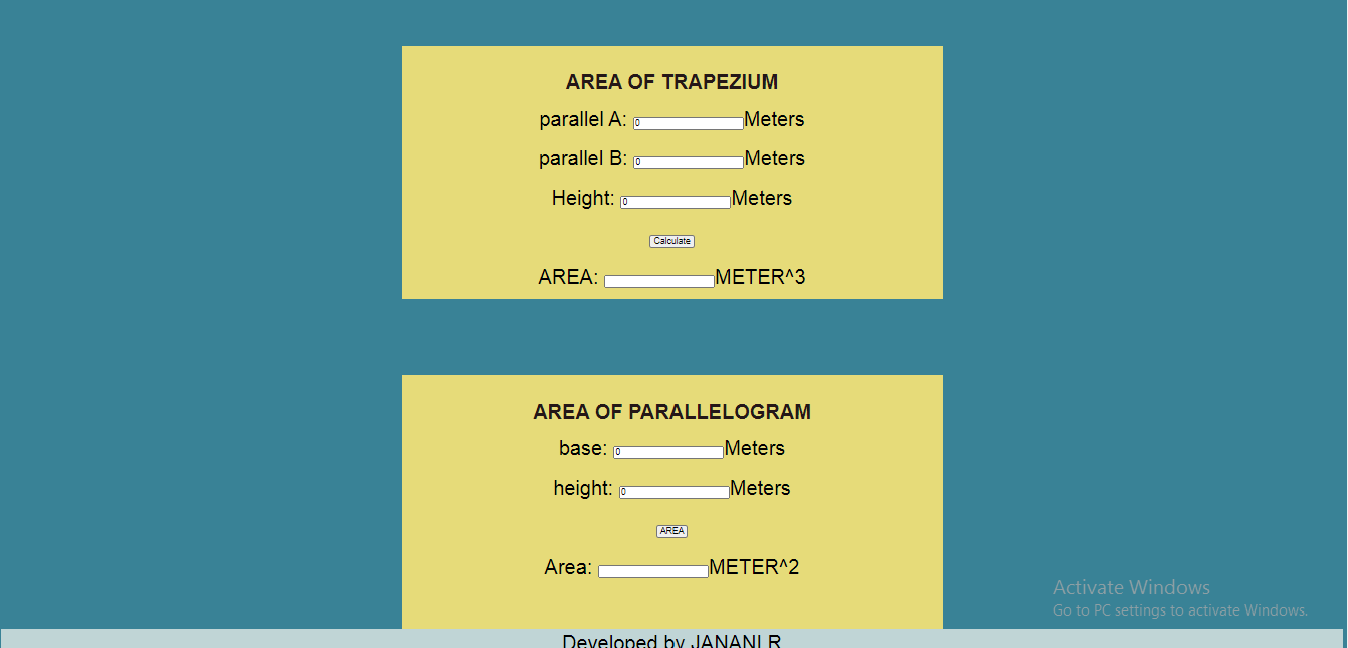 AREA OF TRAPEZIUM
parallel A: 0 Meters
parallel B: 0 Meters
Height: 0 Meters
Calculate
AREA: METER^3
AREA OF PARALLELOGRAM
base: 0 Meters
height: 0 Meters
AREA
Area: METER^2
Activate Windows
Go to PC settings to activate Windows.
Developed by JANANI R